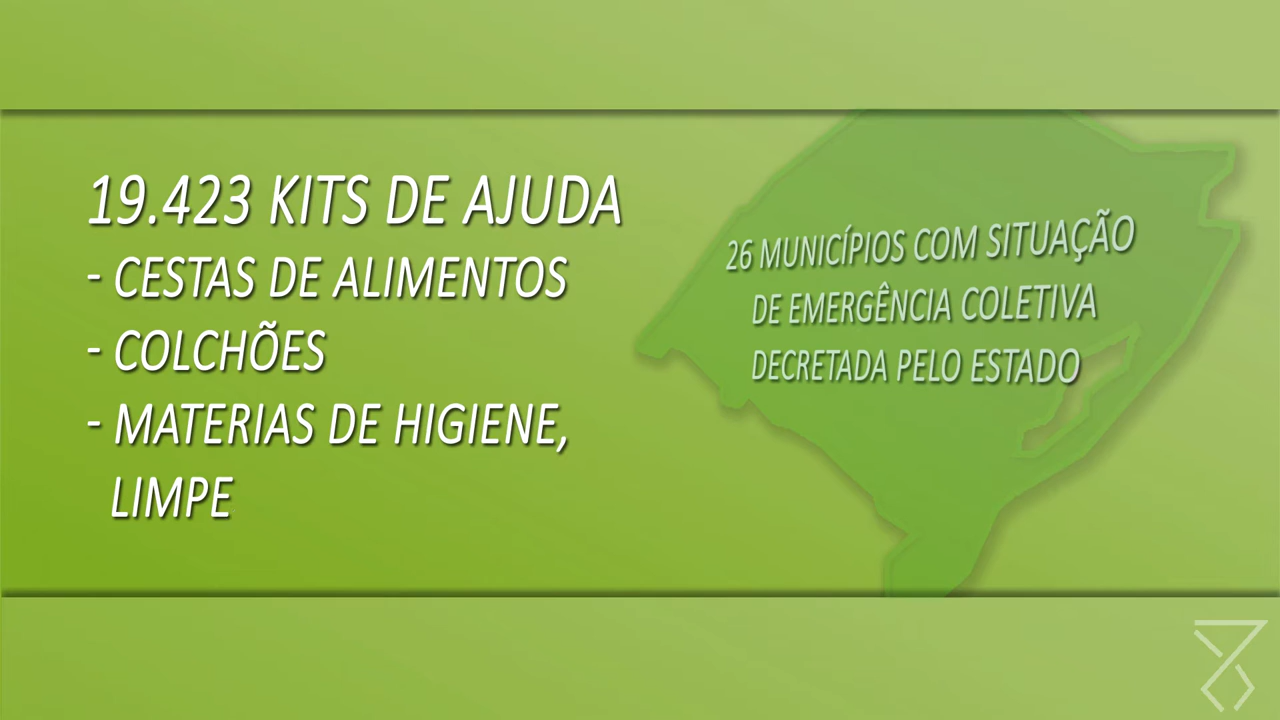 19.423 KITS DE AJUDA
- CESTAS DE ALIMENTOS
- COLCHÕES
- MATERIAS DE HIGIENE,
LIMPE
26 MUNICÍPIOS COM SITUAÇÃO
DE EMERGÊNCIA COLETIVA
DECRETADA PELO ESTADO